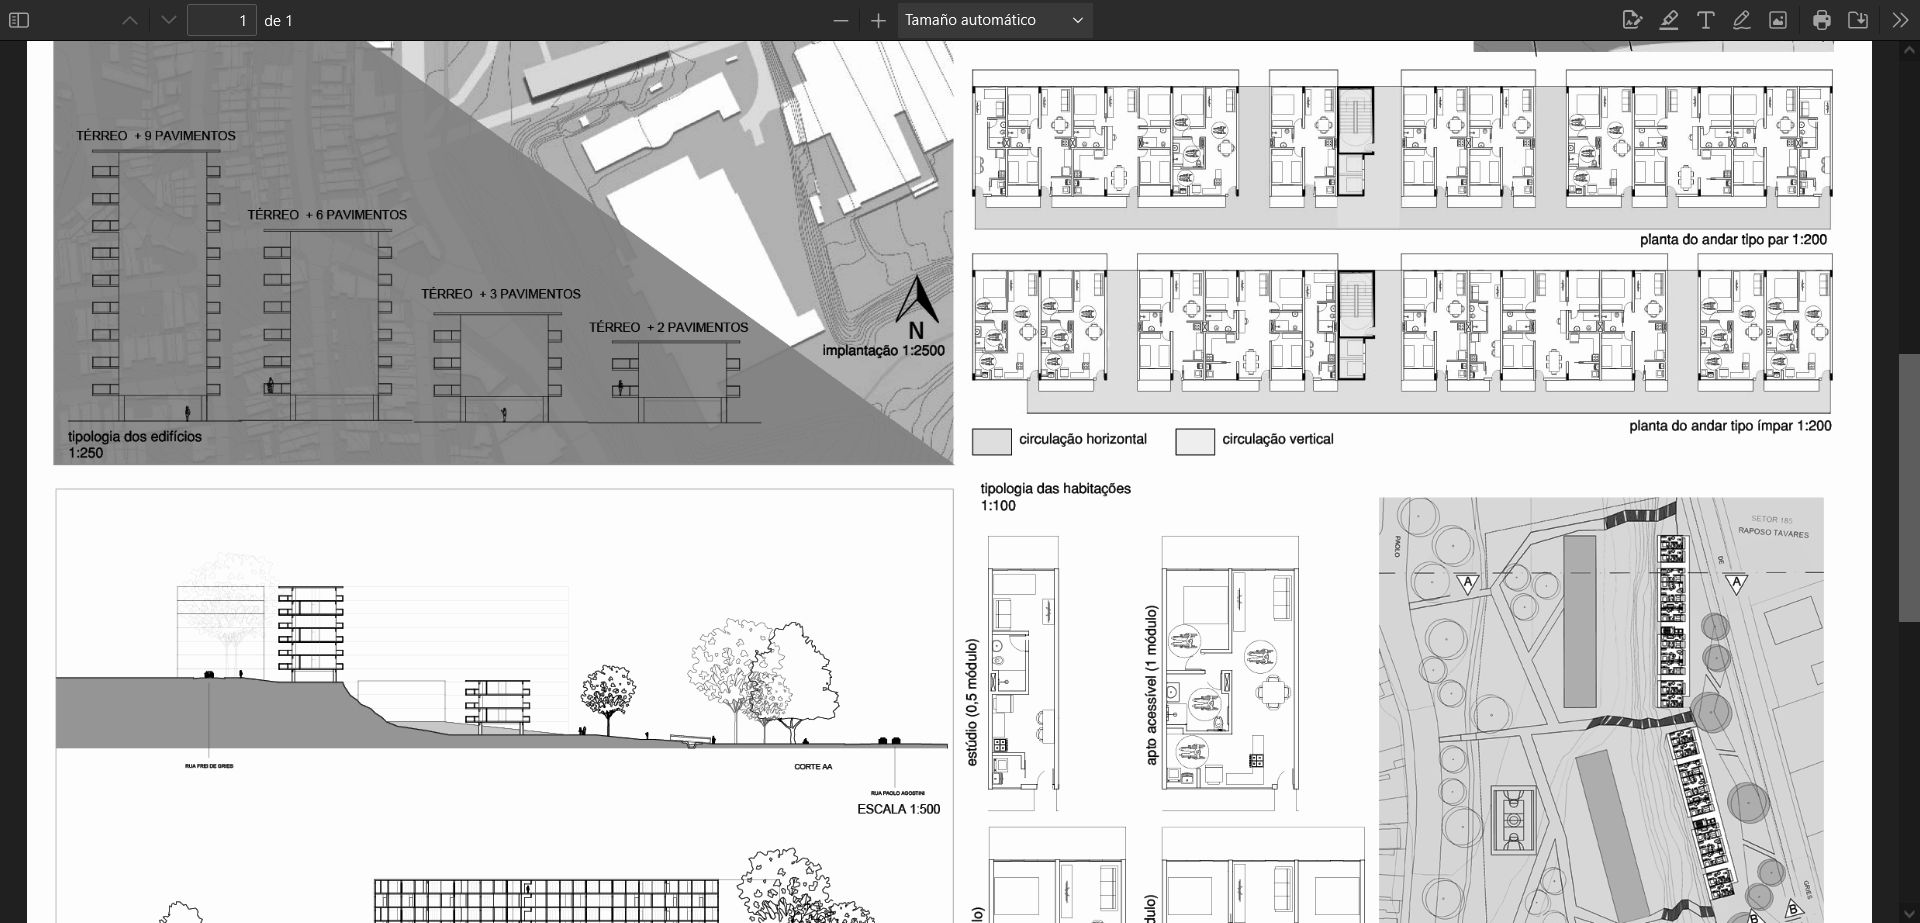 1
de 1
Tamaño automático
TÉRREO + 9 PAVIMENTOS
TÉRREO + 6 PAVIMENTOS
TÉRREO + 3 PAVIMENTOS
TÉRREO + 2 PAVIMENTOS
N
implantação 1:2500
tipologia dos edifícios
1:250
planta do andar tipo par 1:200
planta do andar tipo ímpar 1:200
circulação horizontal
circulação vertical
tipologia das habitações
1:100
estúdio (0,5 módulo)
apto acessível (1 módulo)
RUA FREI DE GRIES
CORTE AA
RUA PAOLO AGOSTINI
ESCALA 1:500
SETOR 185
RAPOSO TAVARES
PAOLO
DE
A
A
GRIES
B
B